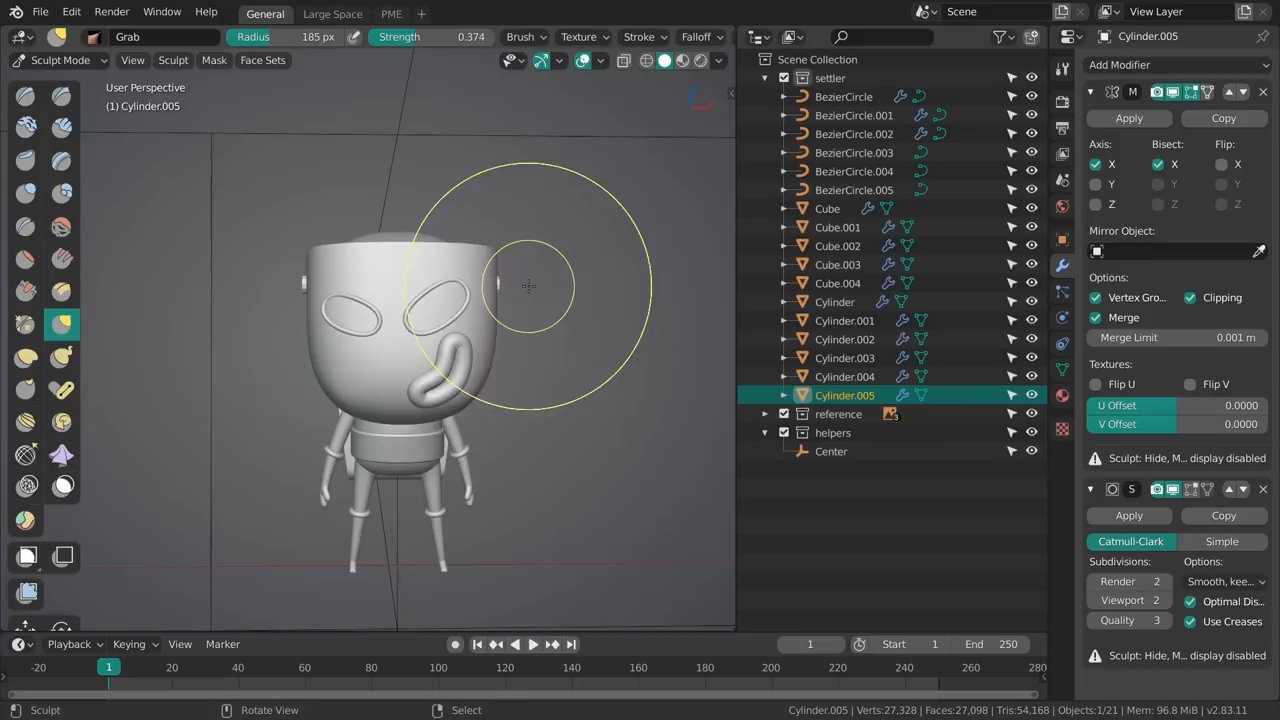 File Edit Render Window Help General Large Space PME + Scene View Layer
Grab Radius 185 px Strength 0.374 Brush Texture Stroke Falloff
Sculpt Mode View Sculpt Mask Face Sets
User Perspective
(1) Cylinder.005
Scene Collection
settler
BezierCircle
BezierCircle.001
BezierCircle.002
BezierCircle.003
BezierCircle.004
BezierCircle.005
Cube
Cube.001
Cube.002
Cube.003
Cube.004
Cylinder
Cylinder.001
Cylinder.002
Cylinder.003
Cylinder.004
Cylinder.005
reference 3
helpers
Center
Cylinder.005
Add Modifier
M
Apply Copy
Axis: Bisect: Flip:
X X X
Y Y Y
Z Z Z
Mirror Object:
Options:
Vertex Gro... Clipping
Merge
Merge Limit 0.001 m
Textures:
Flip U Flip V
U Offset 0.0000
V Offset 0.0000
Sculpt: Hide, M... display disabled
S
Apply Copy
Catmull-Clark Simple
Subdivisions: Options:
Render 2 Smooth, kee...
Viewport 2 Optimal Dis...
Quality 3 Use Creases
Sculpt: Hide, M... display disabled
Playback Keying View Marker 1 Start 1 End 250
-20 1 20 40 60 80 100 120 140 160 180 200 220 240 260 280
Sculpt Rotate View Select Cylinder.005 | Verts:27,328 | Faces:27,098 | Tris:54,168 | Objects:1/21 | Mem: 96.8 MiB | v2.83.11